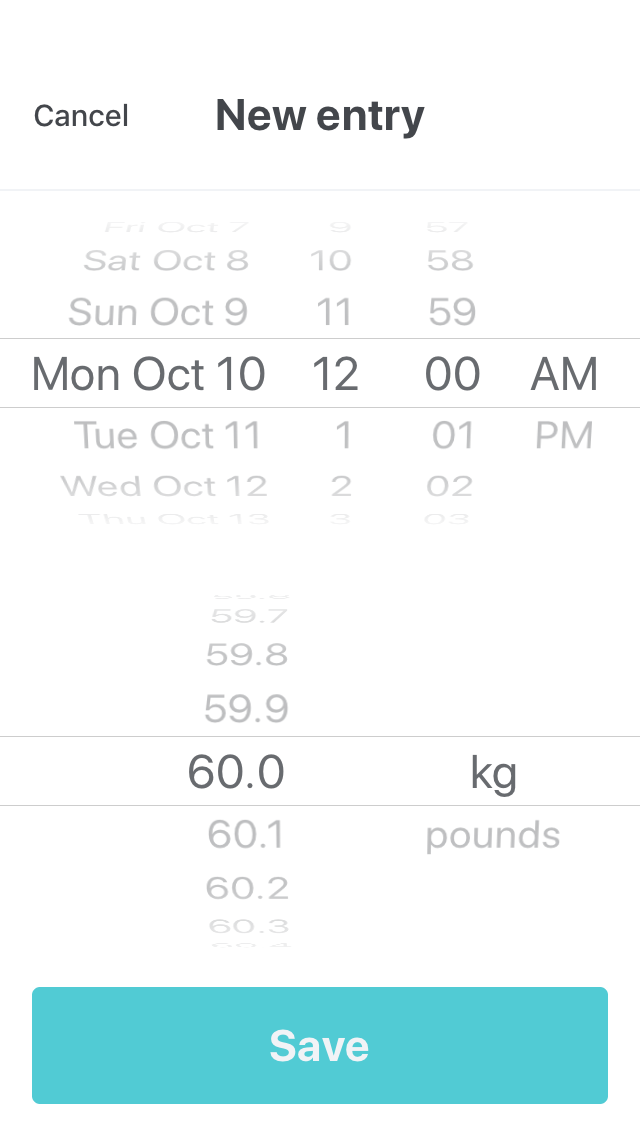 Cancel New entry
Fri Oct 7 9 57
Sat Oct 8 10 58
Sun Oct 9 11 59
Mon Oct 10 12 00 AM
Tue Oct 11 1 01 PM
Wed Oct 12 2 02
Thu Oct 13 3 03
59.7
59.8
59.9
60.0 kg
60.1 pounds
60.2
60.3
Save